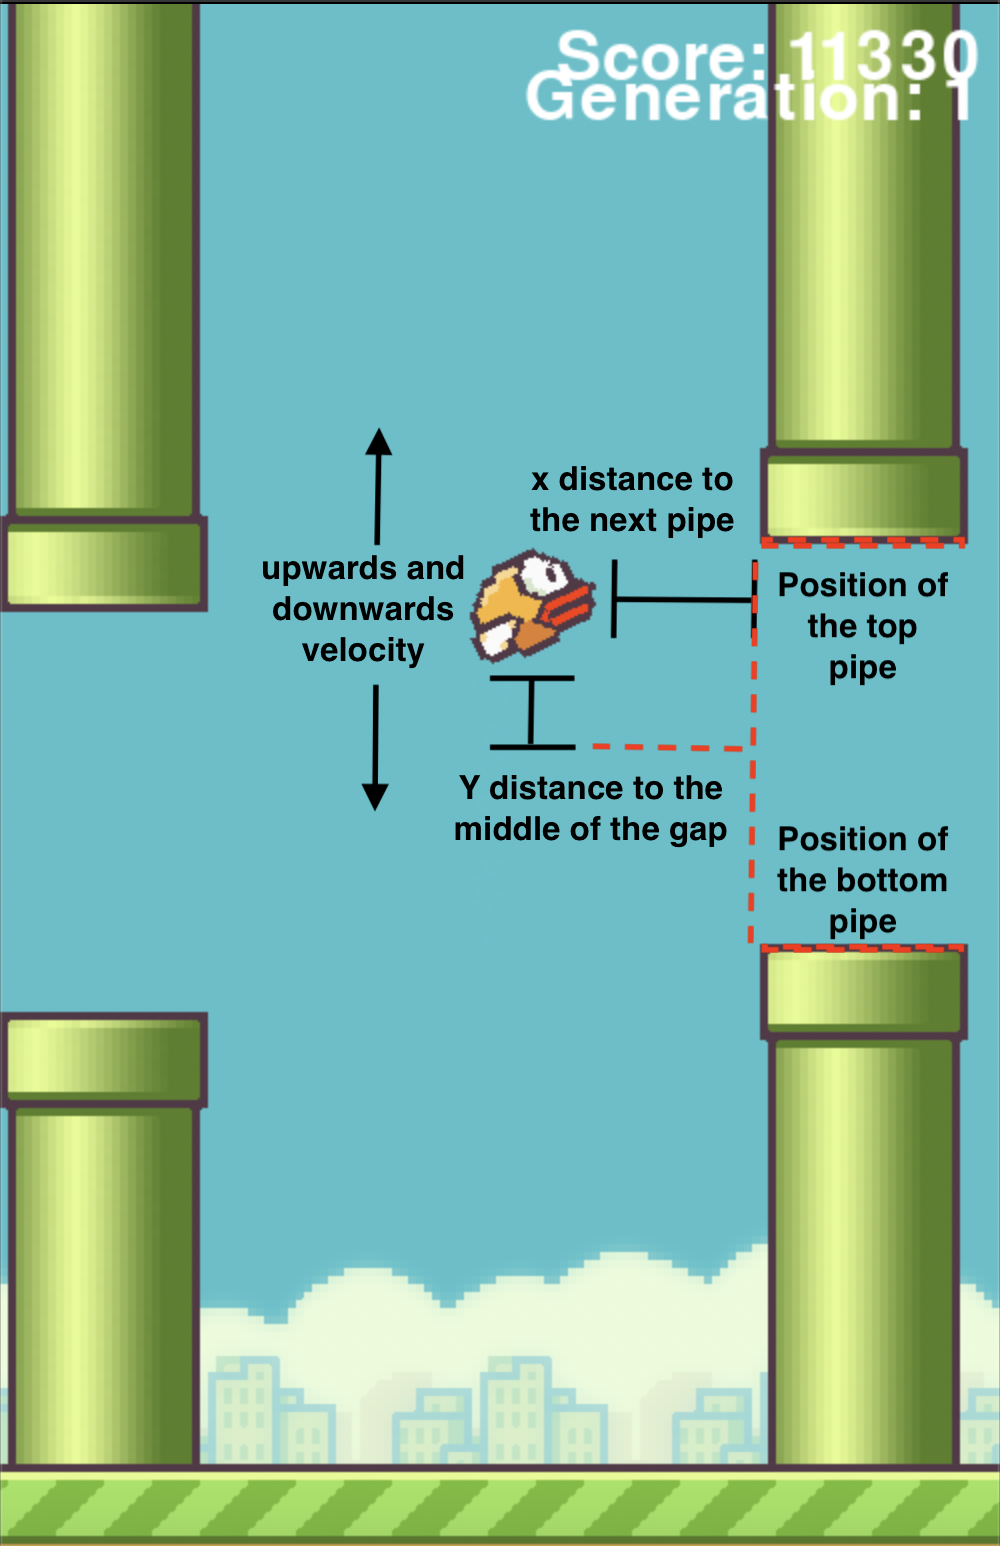 Score: 11330
Generation: 1
x distance to
the next pipe
upwards and
downwards
velocity
Position of
the top
pipe
Y distance to the
middle of the gap
Position of
the bottom
pipe